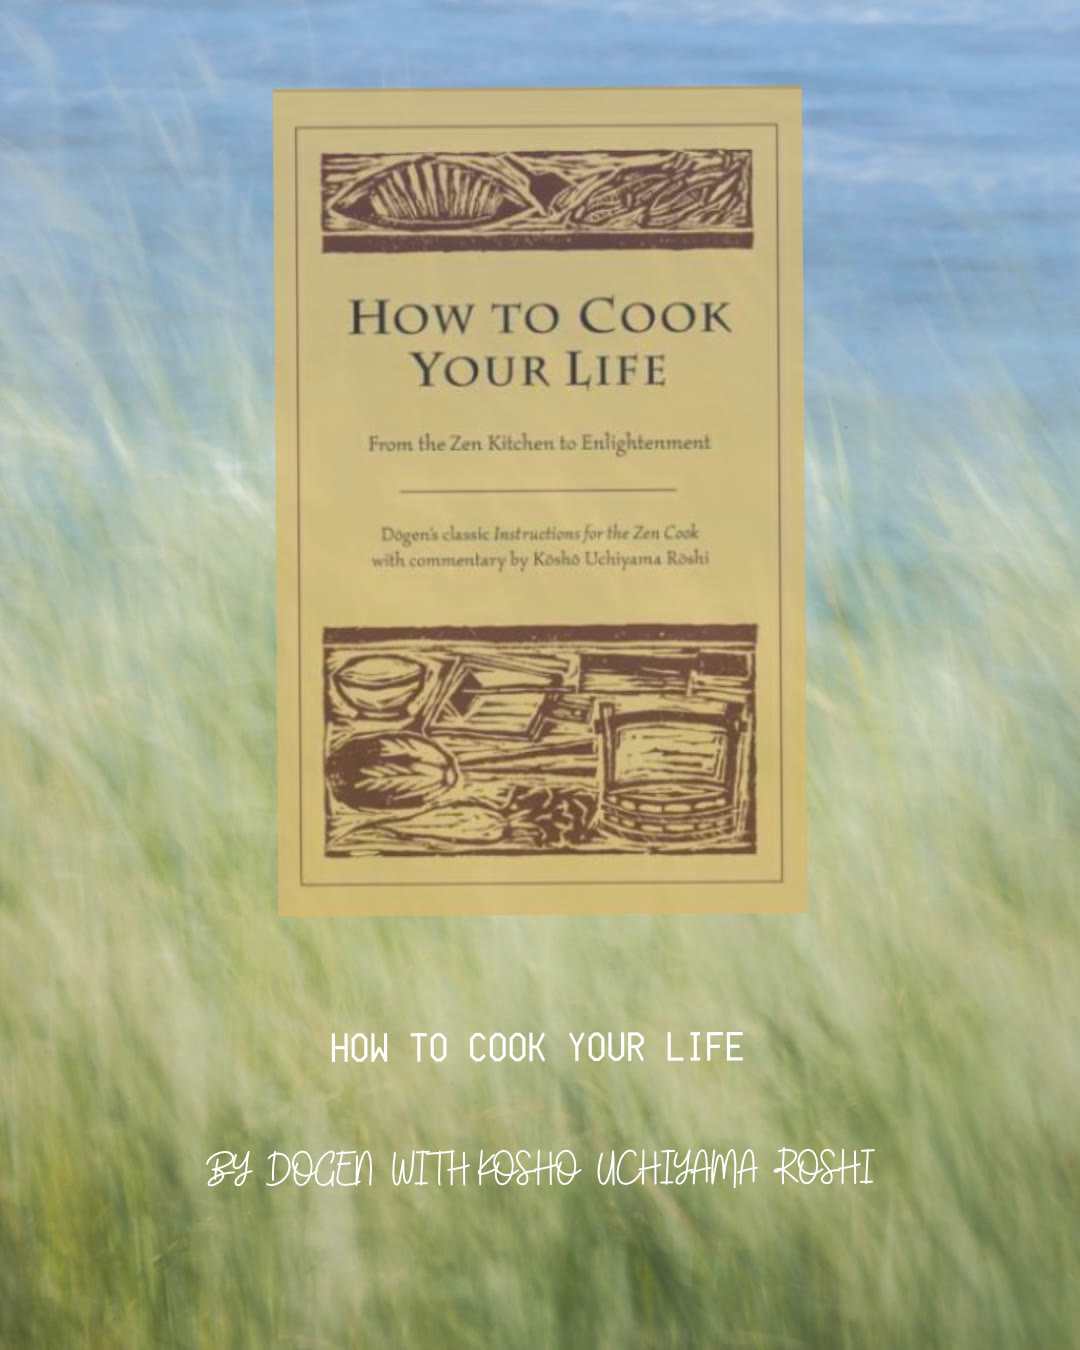 How to Cook
Your Life
From the Zen Kitchen to Enlightenment
Dōgen's classic Instructions for the Zen Cook
with commentary by Kōshō Uchiyama Rōshi
HOW TO COOK YOUR LIFE
BY DOGEN WITH KOSHO UCHIYAMA ROSHI